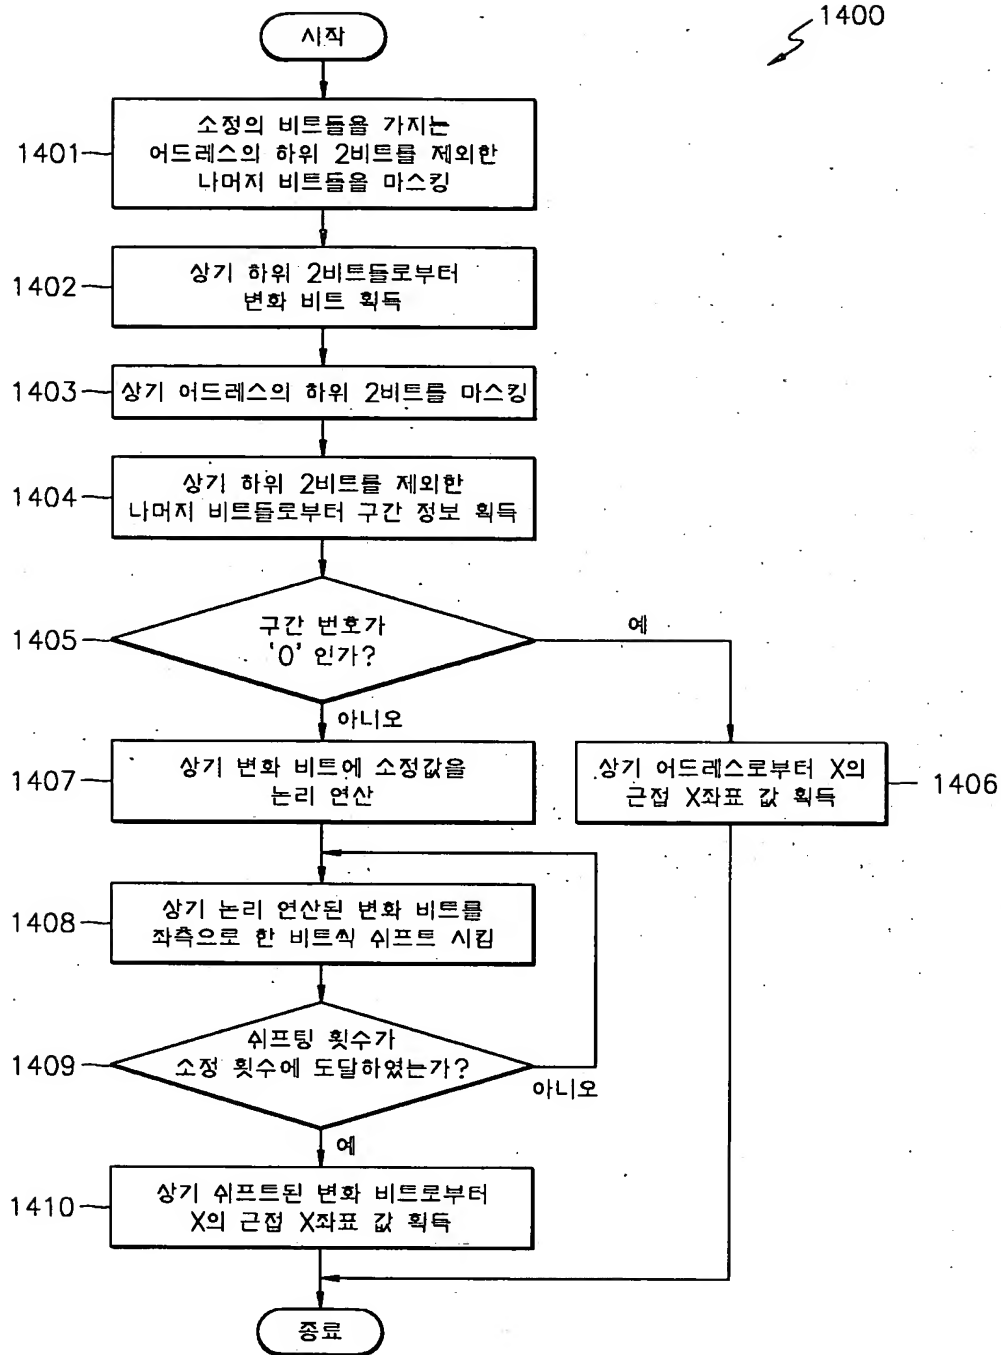 1400
시작
1401
소정의 비트들을 가지는
어드레스의 하위 2비트를 제외한
나머지 비트들을 마스킹
1402
상기 하위 2비트들로부터
변화 비트 획득
1403
상기 어드레스의 하위 2비트를 마스킹
1404
상기 하위 2비트를 제외한
나머지 비트들로부터 구간 정보 획득
1405
구간 번호가
'0' 인가?
예
아니오
1407
상기 변화 비트에 소정값을
논리 연산
상기 어드레스로부터 X의
근접 X좌표 값 획득
1406
1408
상기 논리 연산된 변화 비트를
좌측으로 한 비트씩 쉬프트 시킴
1409
쉬프팅 횟수가
소정 횟수에 도달하였는가?
아니오
예
1410
상기 쉬프트된 변화 비트로부터
X의 근접 X좌표 값 획득
종료